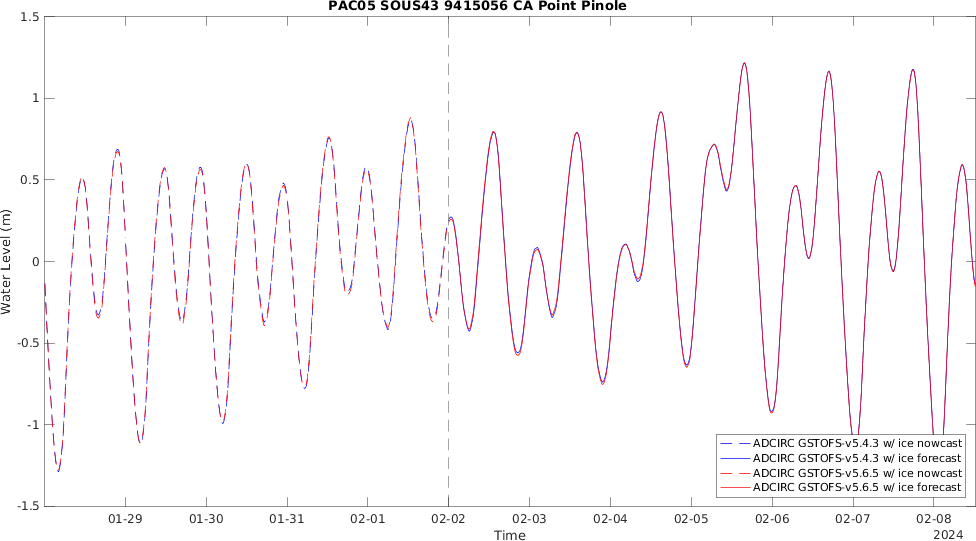 PAC05 SOUS43 9415056 CA Point Pinole
1.5
1
0.5
0
-0.5
-1
-1.5
Water Level (m)
01-29 01-30 01-31 02-01 02-02 02-03 02-04 02-05 02-06 02-07 02-08
2024
Time
ADCIRC GSTOFS-v5.4.3 w/ ice nowcast
ADCIRC GSTOFS-v5.4.3 w/ ice forecast
ADCIRC GSTOFS-v5.6.5 w/ ice nowcast
ADCIRC GSTOFS-v5.6.5 w/ ice forecast